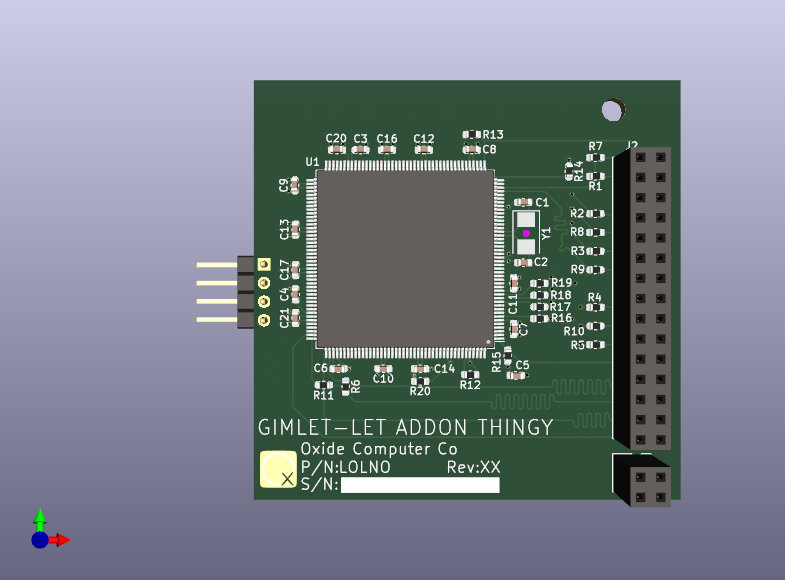 C20 C3 C16 C12 R13
C8
U1
R7 J2
R14
R1
C9
C1
R2
C13
R8
Y1
R3
C2
C17
R9
R19
C4
R18
C11
R4
R17
C21
R16
C7
R10
R5
R15
C6 C14 C5
C10
R12
R11 R6
R20
GIMLET-LET ADDON THINGY
Oxide Computer Co
P/N:LOLNO Rev:XX
S/N:
X